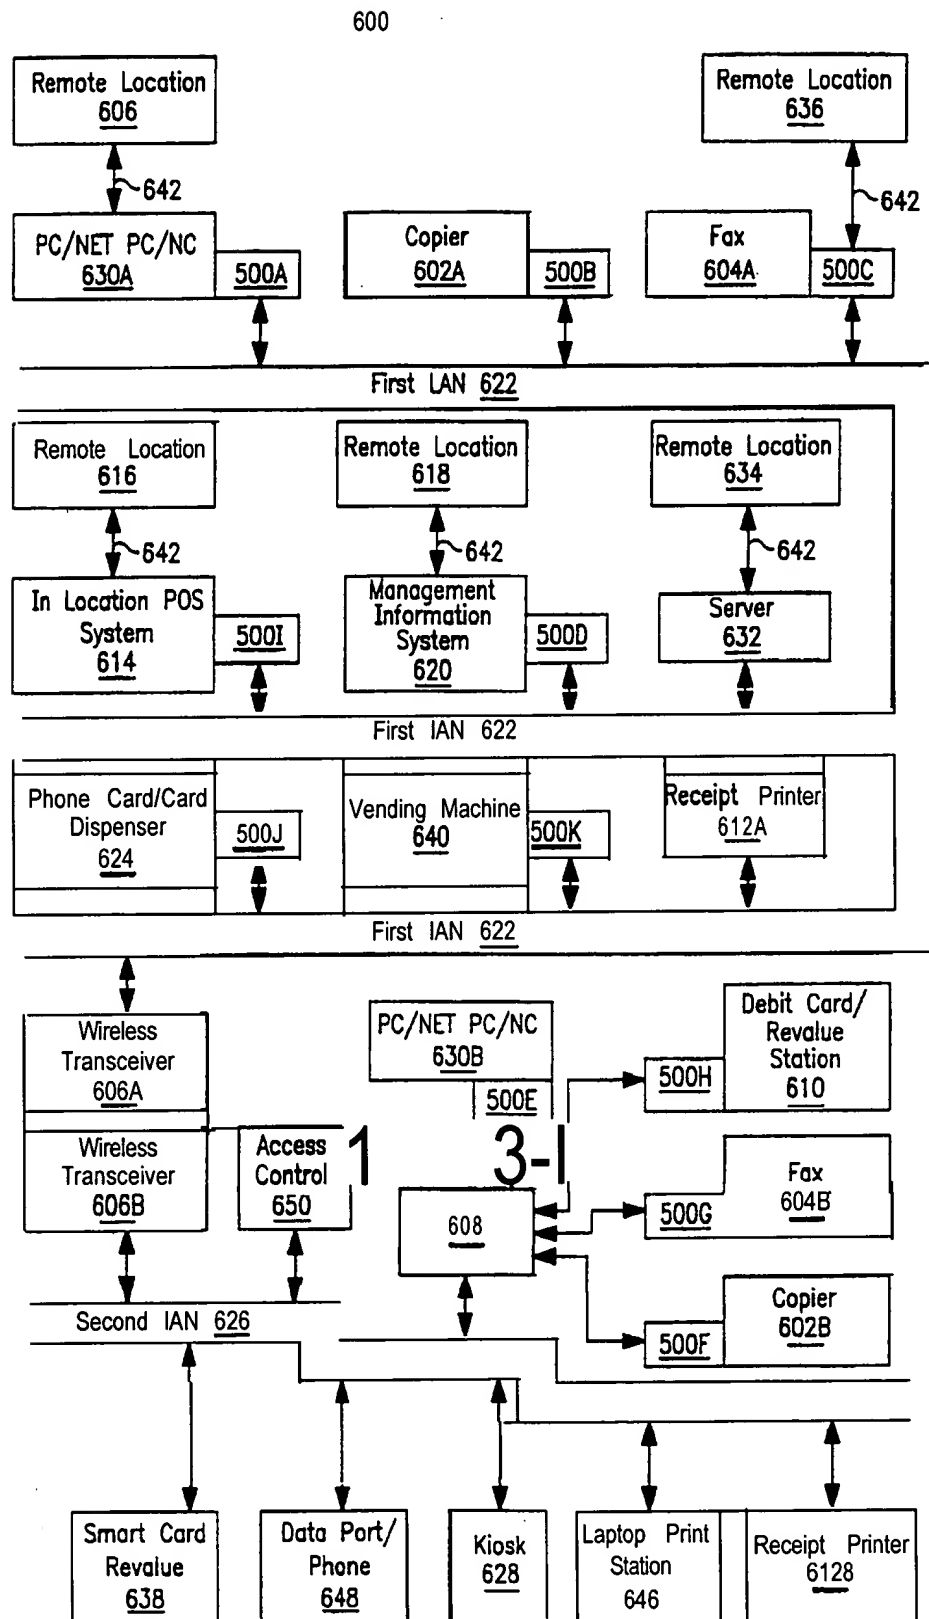 600
Remote Location
606
Remote Location
636
642
642
PC/NET PC/NC
630A
500A
Copier
602A
500B
Fax
604A
500C
First LAN 622
Remote Location
616
Remote Location
618
Remote Location
634
642
642
642
In Location POS
System
614
500I
Management
Information
System
620
500D
Server
632
First IAN 622
Phone Card/Card
Dispenser
624
500J
Vending Machine
640
500K
Receipt Printer
612A
First IAN 622
Wireless
Transceiver
606A
PC/NET PC/NC
630B
500E
Debit Card/
Revalue
Station
610
500H
Wireless
Transceiver
606B
Access
Control
650
1
3-I
608
Fax
604B
500G
Copier
602B
500F
Second IAN 626
Smart Card
Revalue
638
Data Port/
Phone
648
Kiosk
628
Laptop Print
Station
646
Receipt Printer
6128